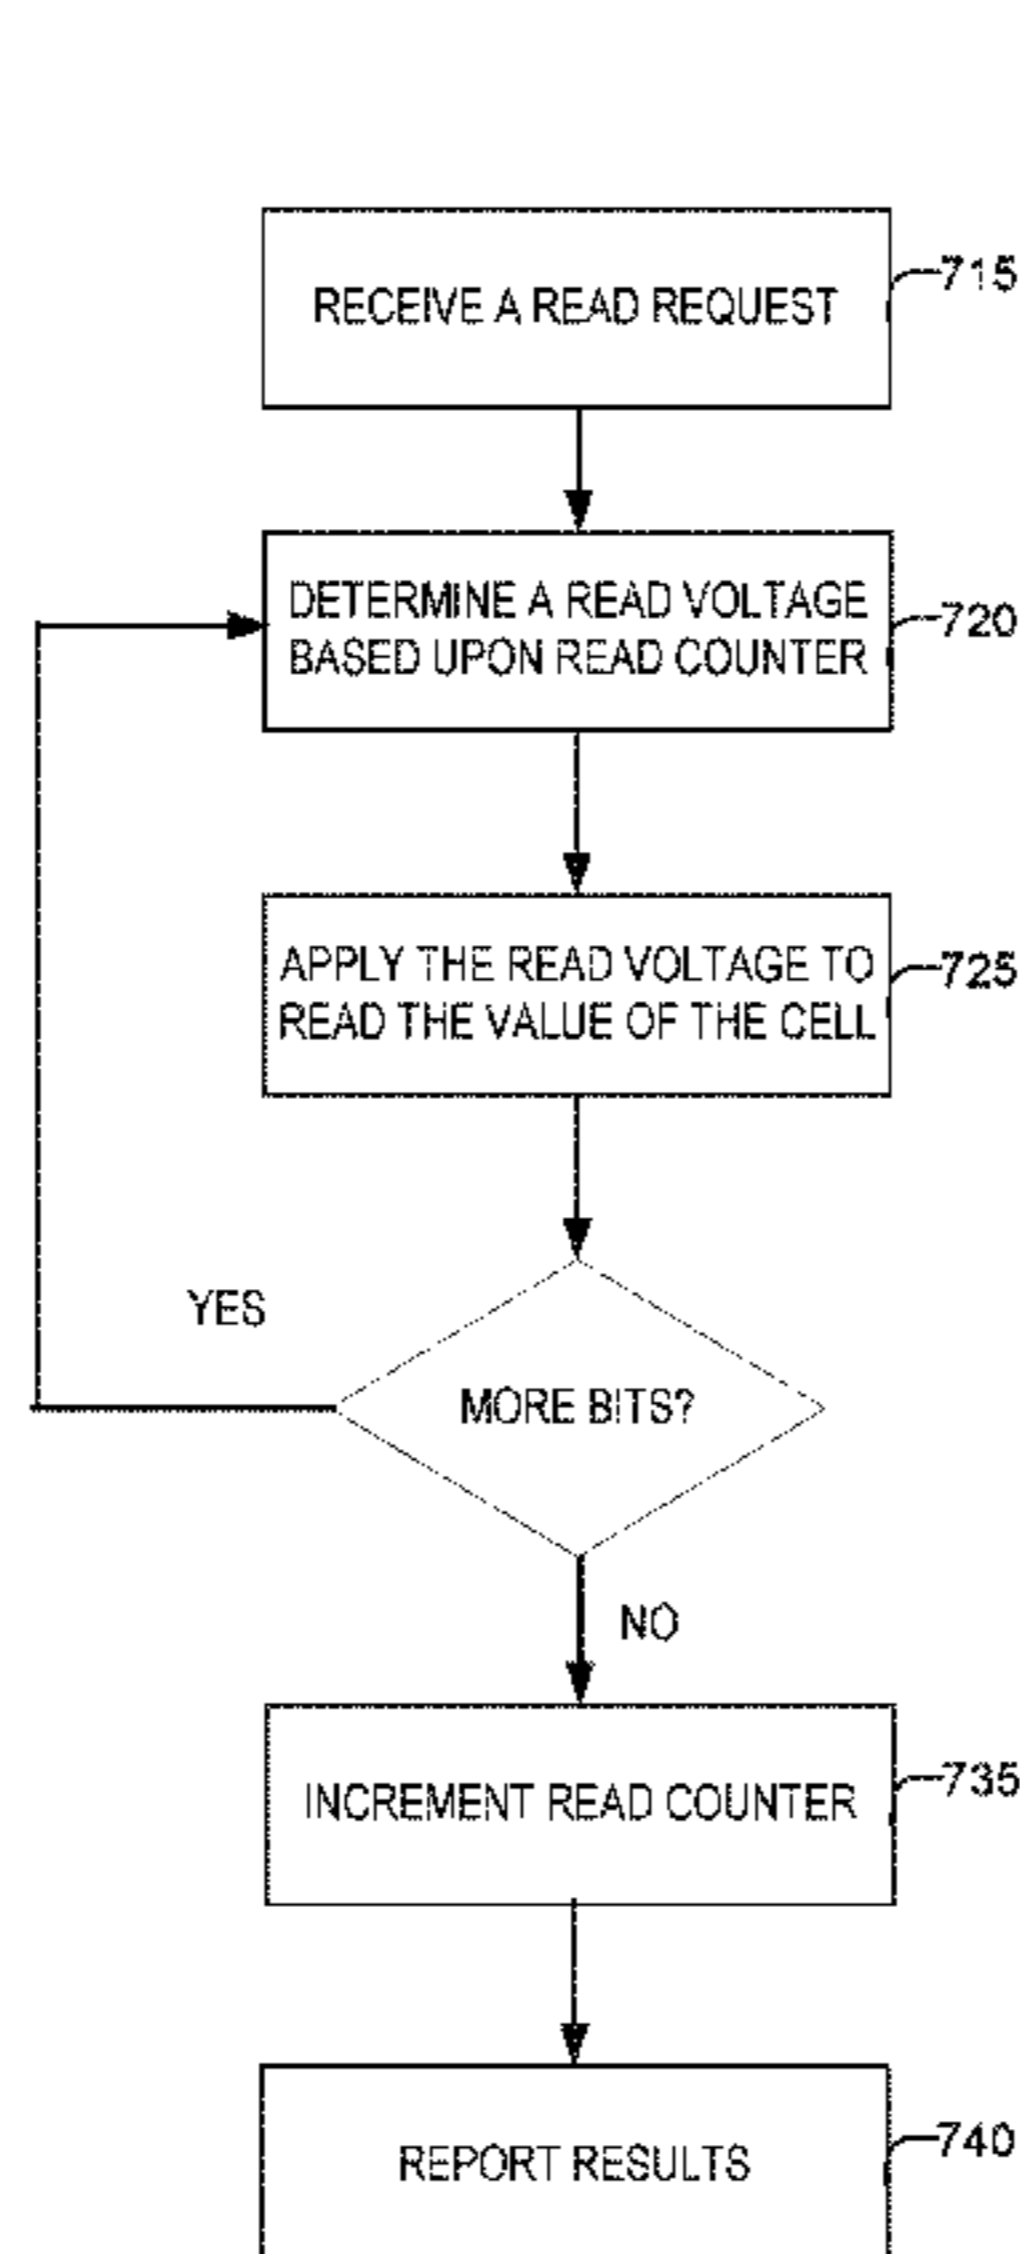 RECEIVE A READ REQUEST
715
DETERMINE A READ VOLTAGE
BASED UPON READ COUNTER
720
APPLY THE READ VOLTAGE TO
READ THE VALUE OF THE CELL
725
YES
MORE BITS?
NO
INCREMENT READ COUNTER
735
REPORT RESULTS
740